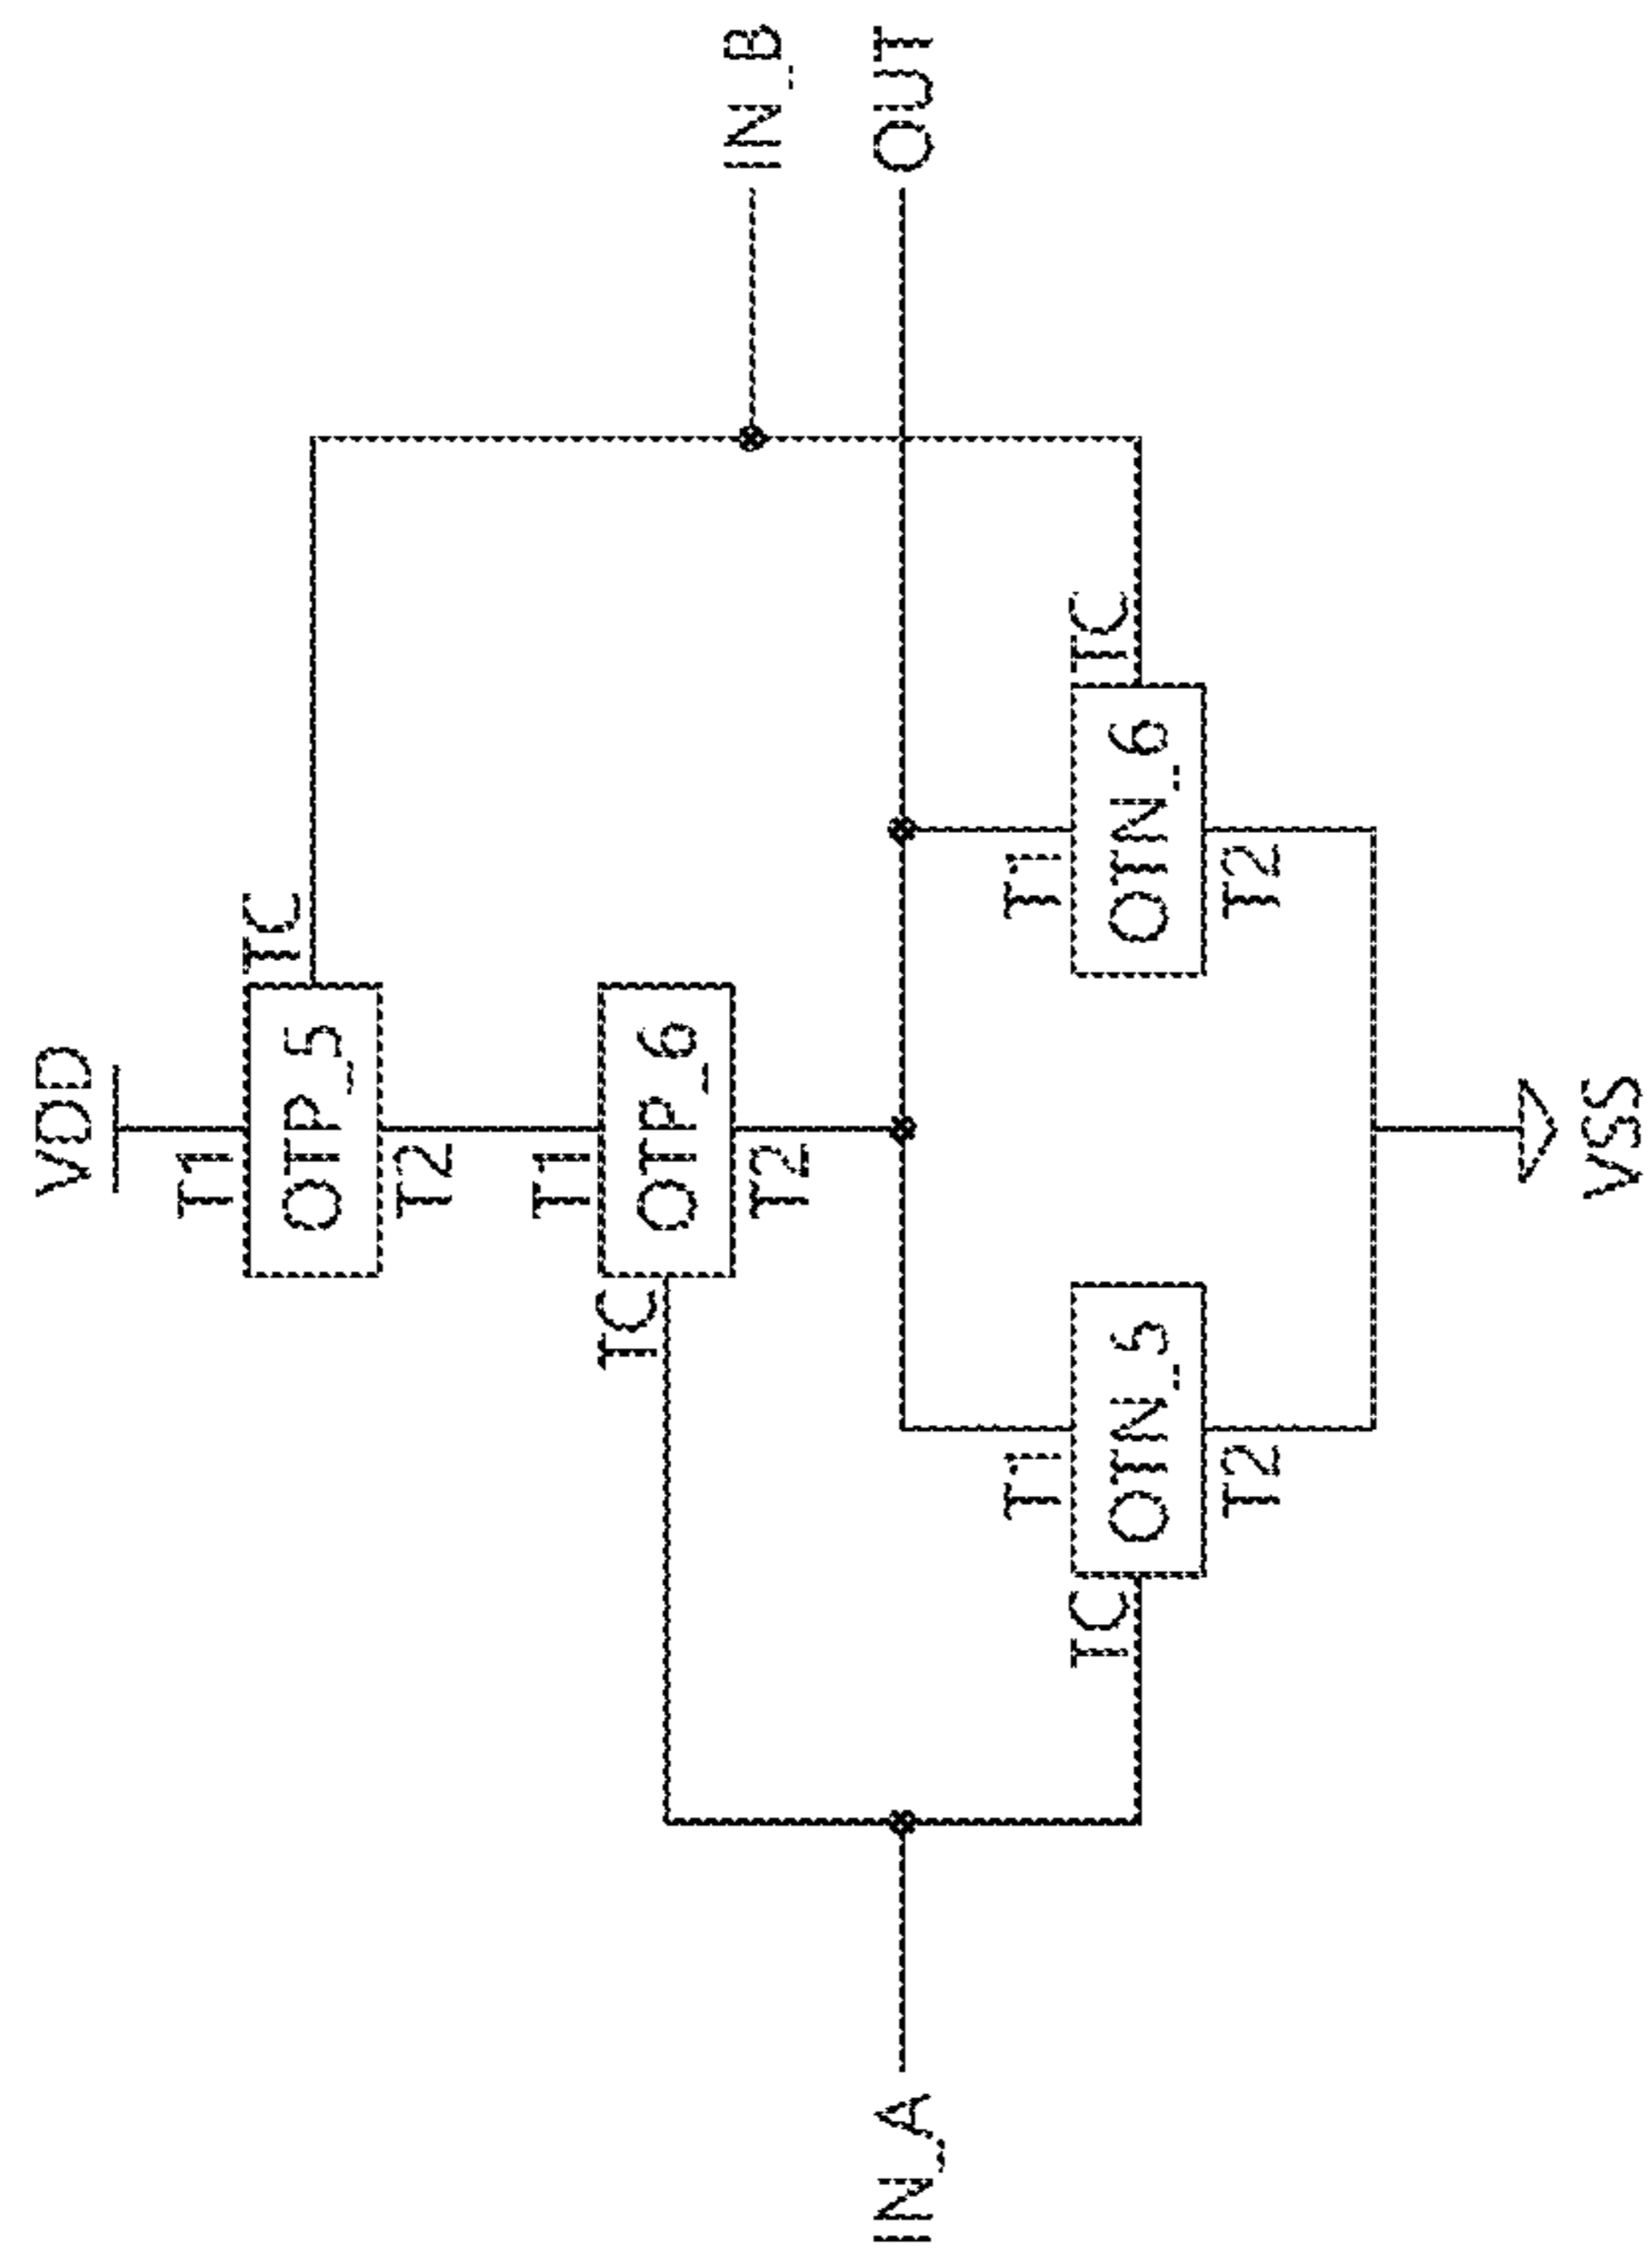 VDD
T1
OTP_5
TC
T2
T1
TC
OTP_6
T2
IN_B
IN_A
OUT
T1
T1
TC
OTN_5
OTN_6
TC
T2
T2
VSS